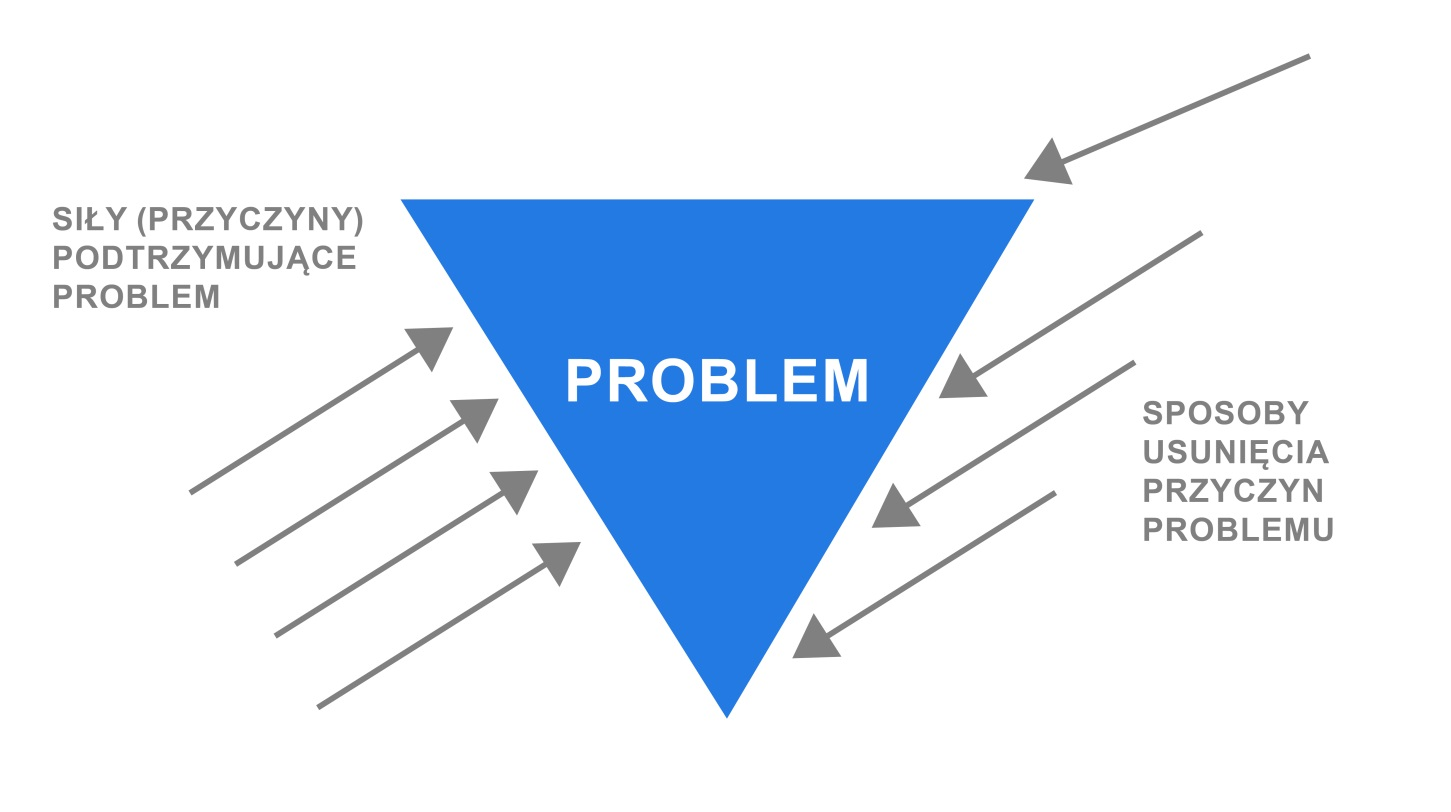 SIŁY (PRZYCZYNY)
PODTRZYMUJĄCE
PROBLEM
PROBLEM
SPOSOBY
USUNIĘCIA
PRZYCZYN
PROBLEMU